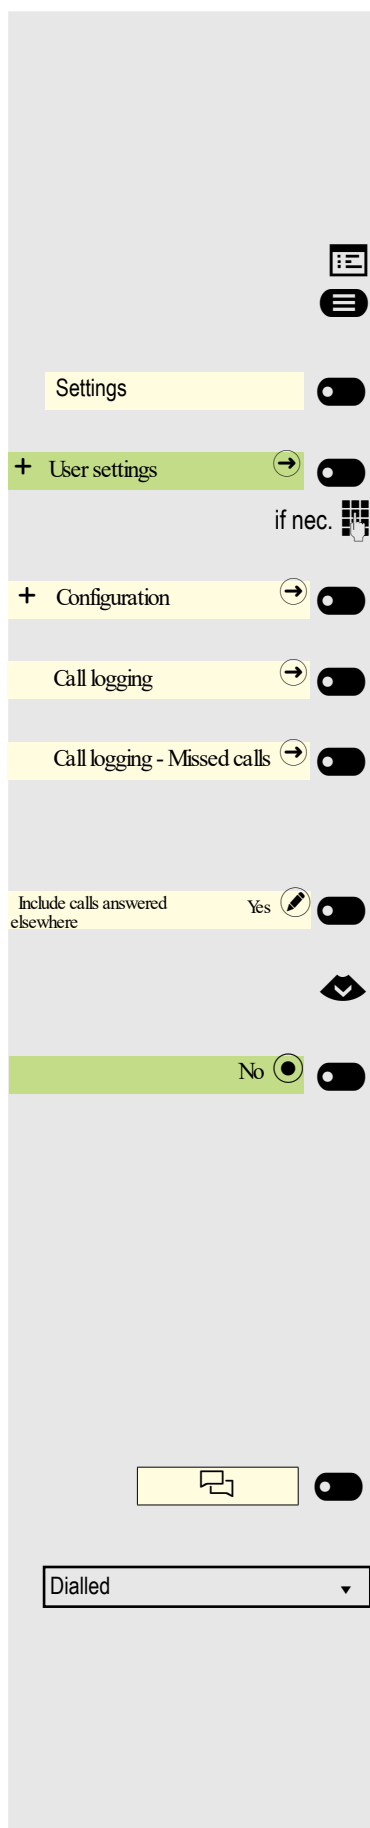 Settings
+ User settings
if nec.
+ Configuration
Call logging
Call logging - Missed calls
Include calls answered Yes
elsewhere
No
Dialled